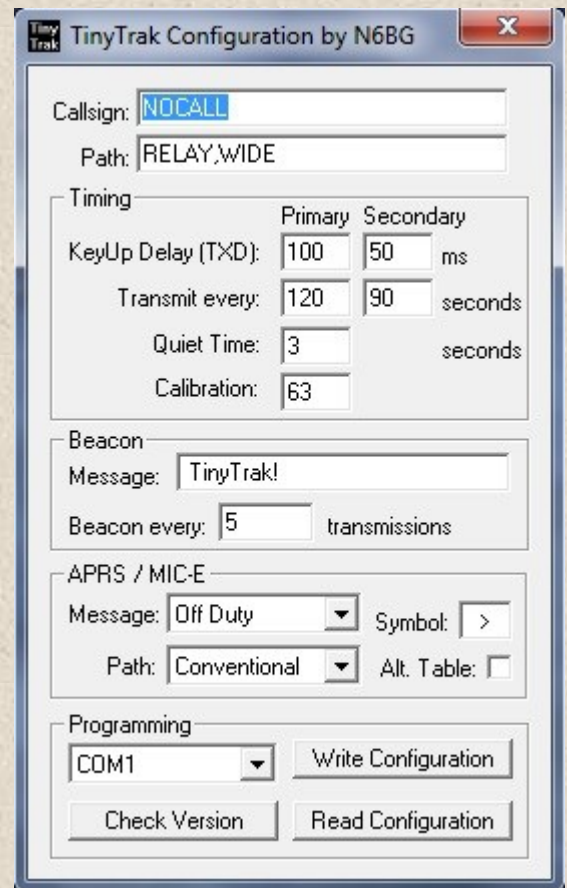 Tiny Trak TinyTrak Configuration by N6BG X
Callsign: NOCALL
Path: RELAY,WIDE
Timing
Primary Secondary
KeyUp Delay (TXD): 100 50 ms
Transmit every: 120 90 seconds
Quiet Time: 3 seconds
Calibration: 63
Beacon
Message: TinyTrak!
Beacon every: 5 transmissions
APRS / MIC-E
Message: Off Duty Symbol: >
Path: Conventional Alt. Table:
Programming
COM1 Write Configuration
Check Version Read Configuration